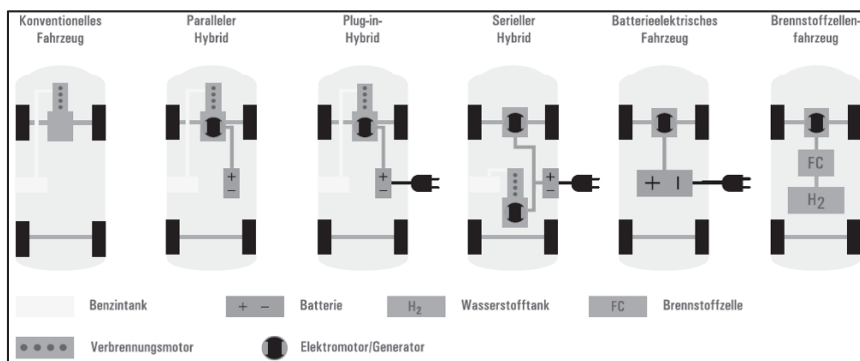 Konventionelles
Fahrzeug
Paralleler
Hybrid
Plug-in-
Hybrid
Serieller
Hybrid
Batterieelektrisches
Fahrzeug
Brennstoffzellen-
fahrzeug
+
−
+
−
+
−
+ −
FC
H₂
Benzintank
+ − Batterie
H₂ Wasserstofftank
FC Brennstoffzelle
Verbrennungsmotor
Elektromotor/Generator